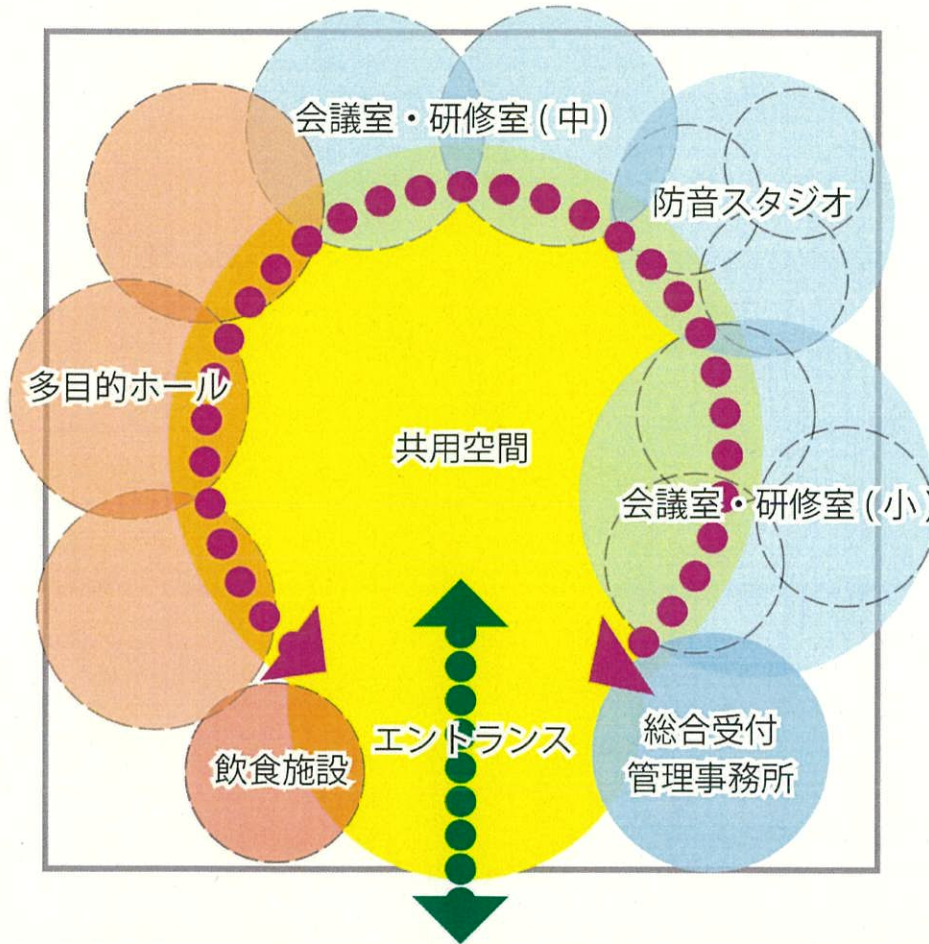 会議室・研修室(中)
防音スタジオ
多目的ホール
共用空間
会議室・研修室(小)
エントランス
総合受付
管理事務所
飲食施設